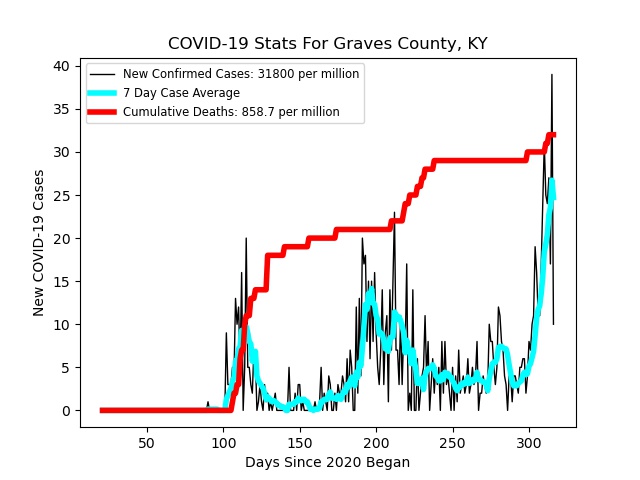 COVID-19 Stats For Graves County, KY
New Confirmed Cases: 31800 per million
7 Day Case Average
Cumulative Deaths: 858.7 per million
New COVID-19 Cases
40
35
30
25
20
15
10
5
0
50
100
150
200
250
300
Days Since 2020 Began